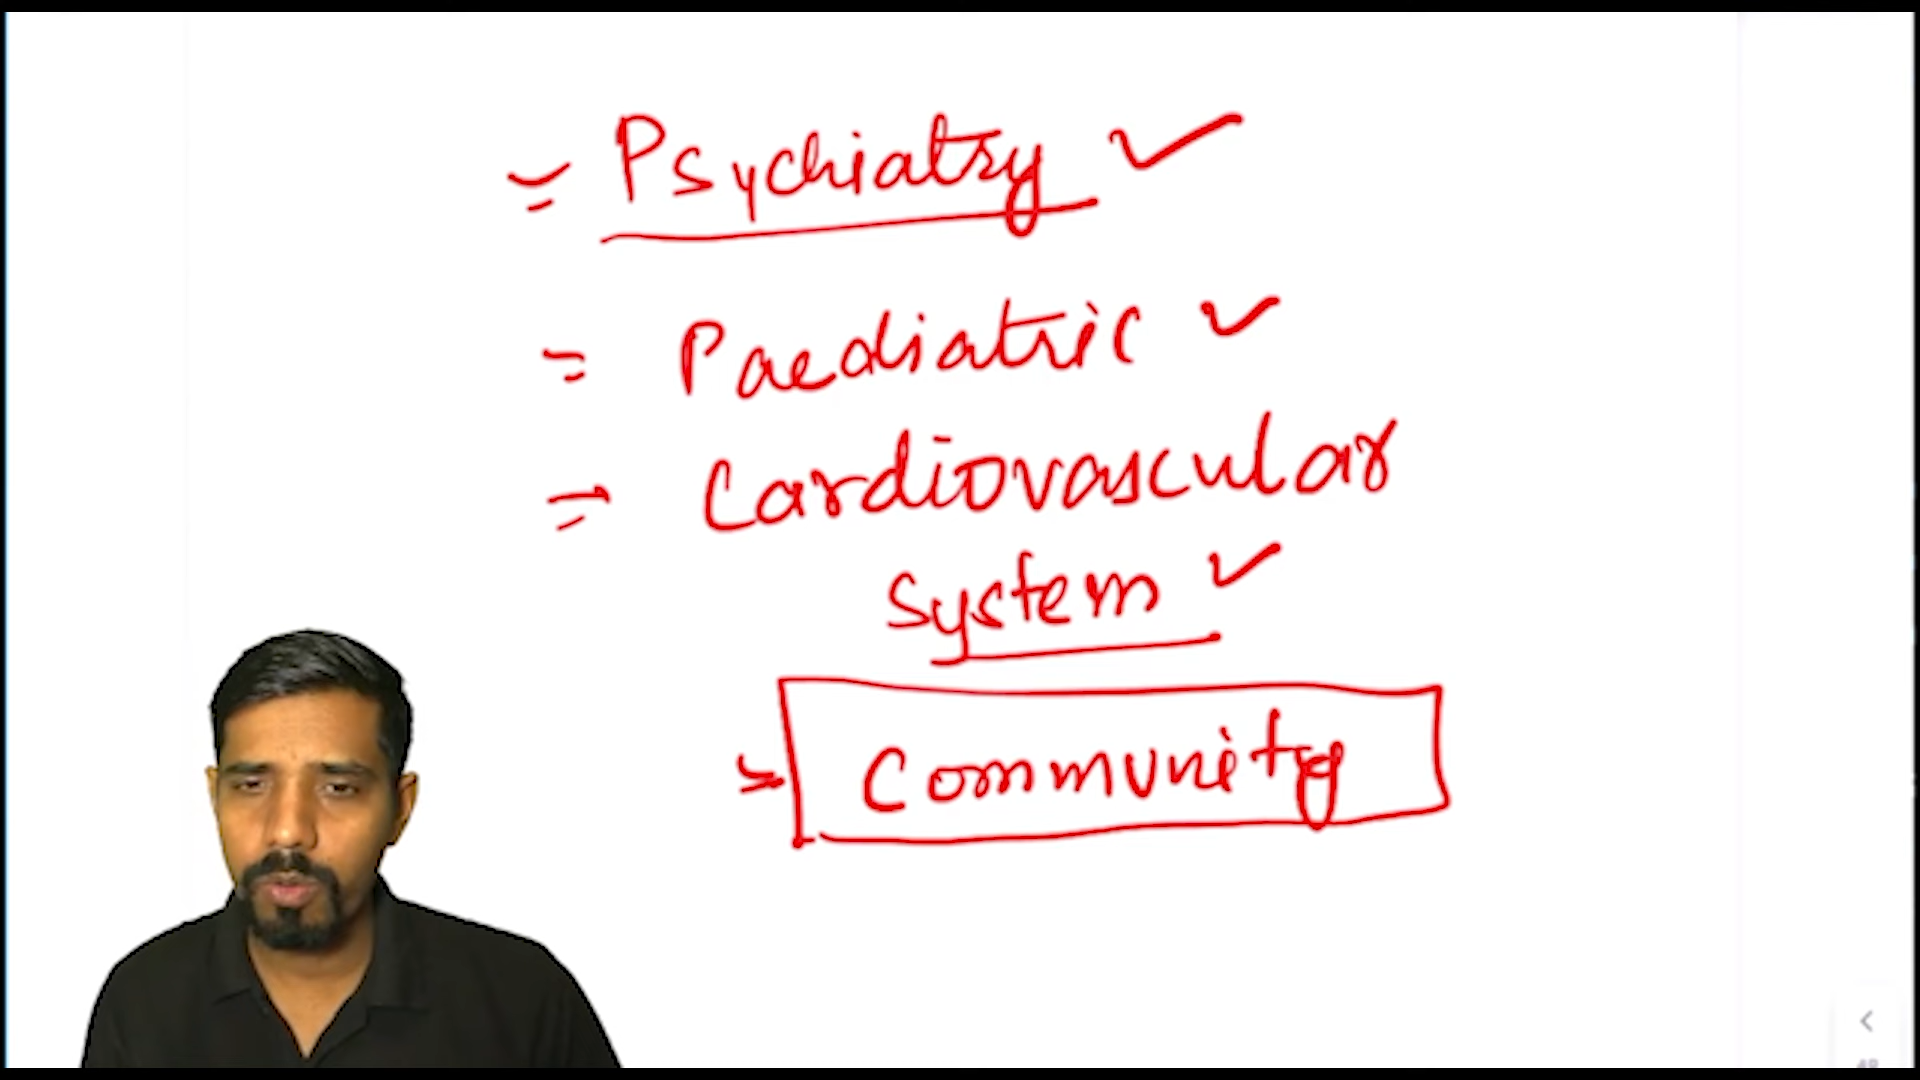 = Psychiatry ✓
= Paediatric ✓
= Cardiovascular
System ✓
= Community